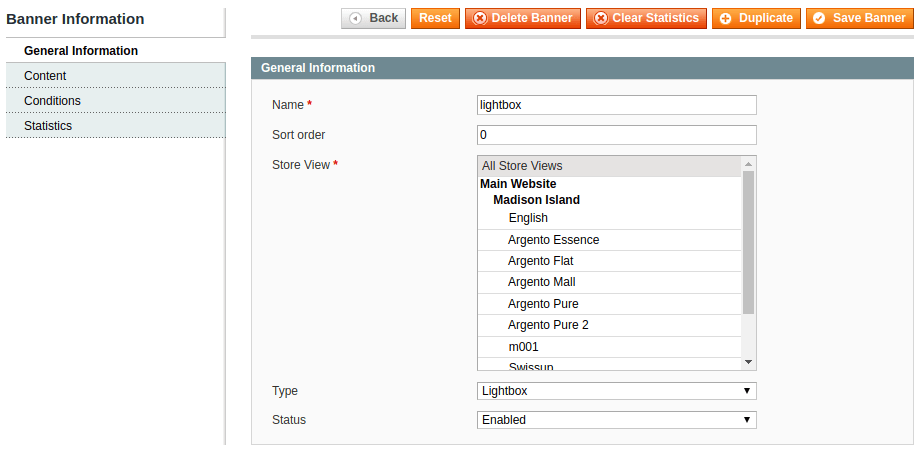 Banner Information
Back Reset Delete Banner Clear Statistics Duplicate Save Banner
General Information
Content
Conditions
Statistics
General Information
Name * lightbox
Sort order 0
Store View * All Store Views
Main Website
Madison Island
English
Argento Essence
Argento Flat
Argento Mall
Argento Pure
Argento Pure 2
m001
Swissup
Type Lightbox
Status Enabled